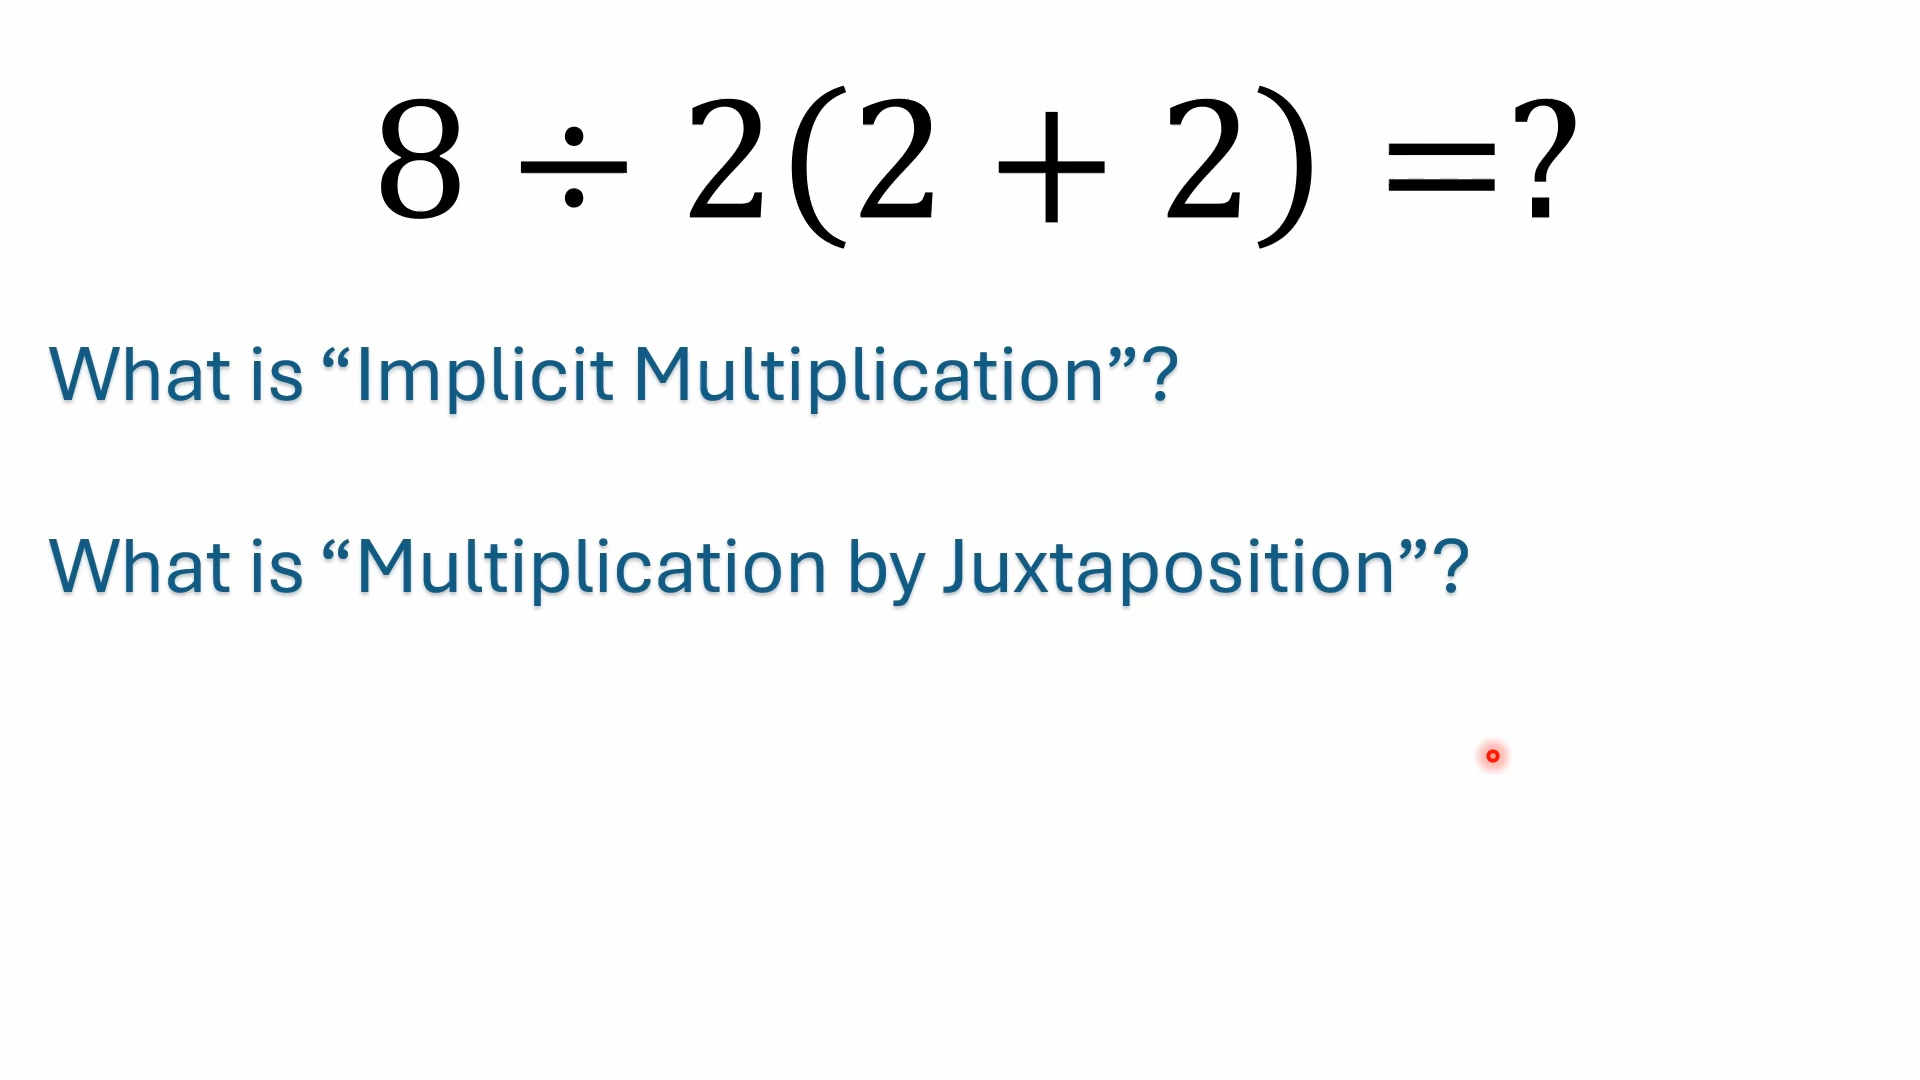 8 ÷ 2(2 + 2) =?
What is “Implicit Multiplication”?
What is “Multiplication by Juxtaposition”?